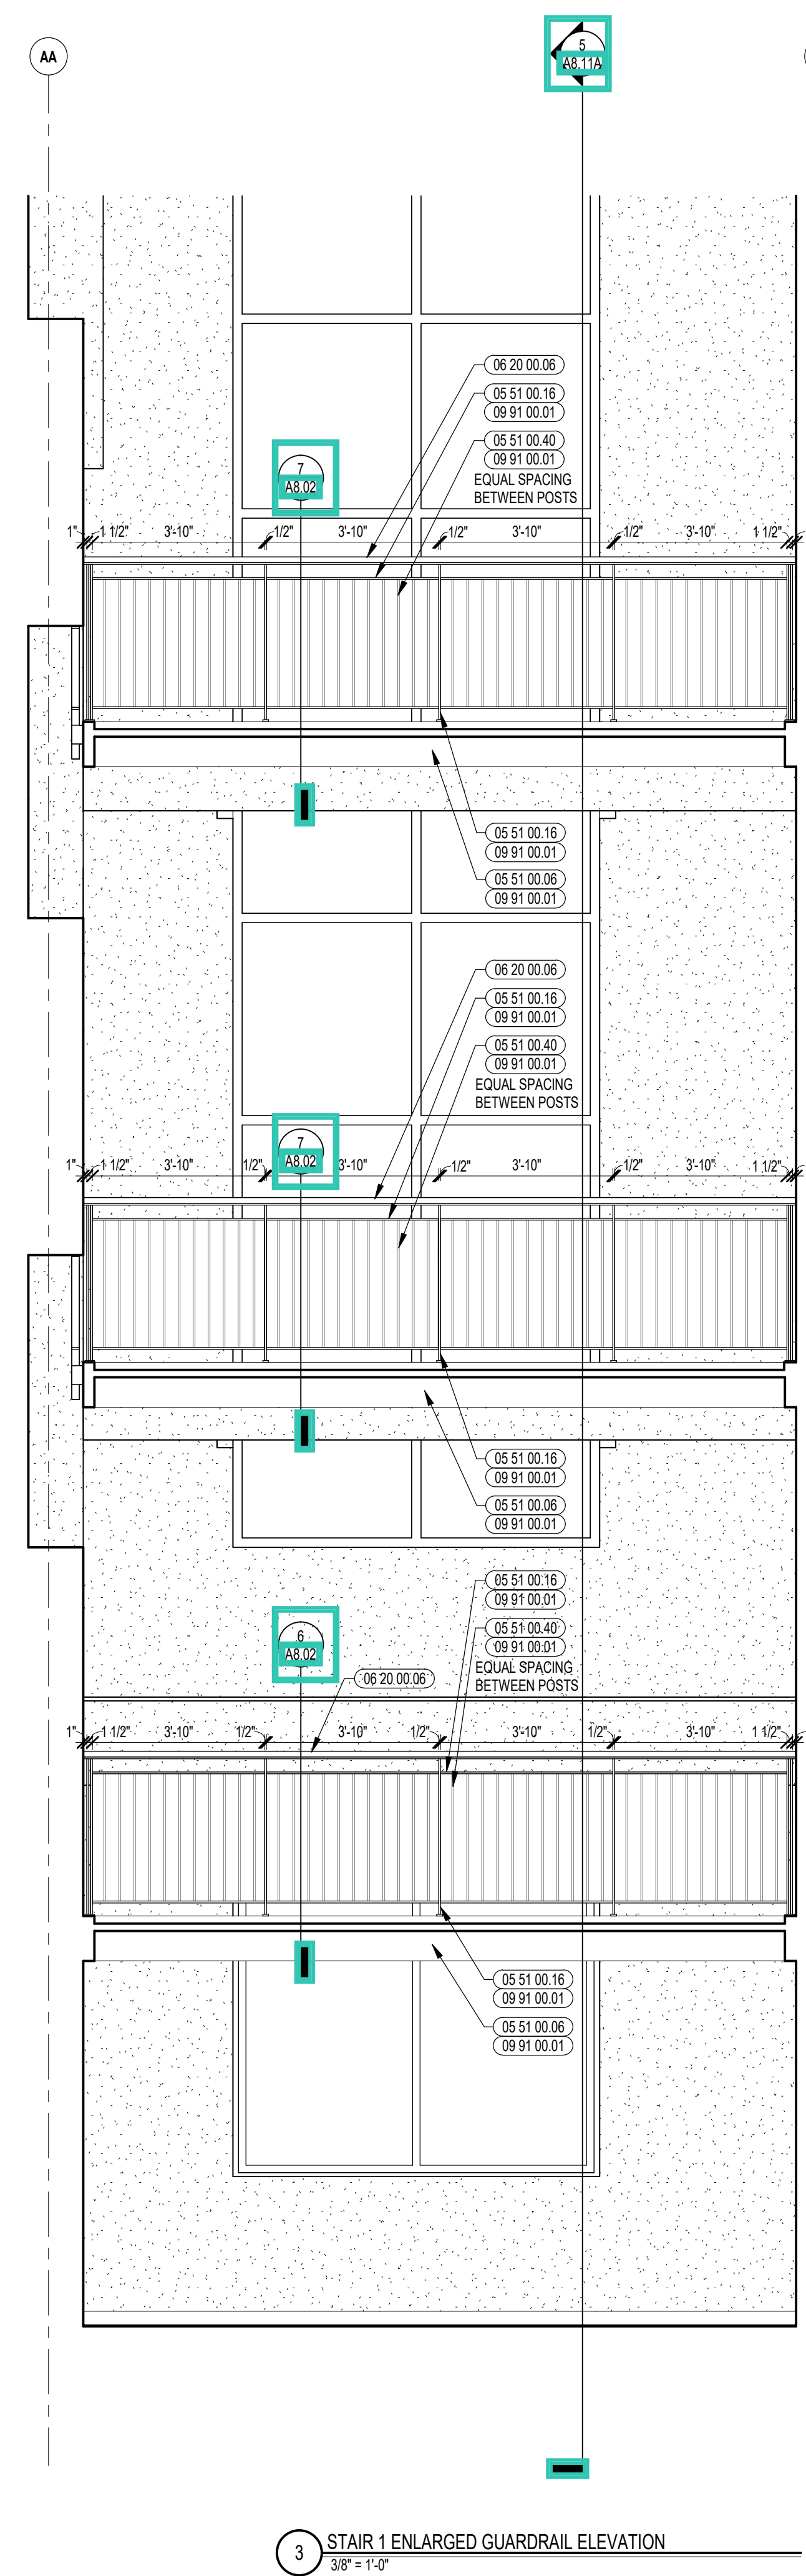 AA
5
A8.11A
06 20 00.06
05 51 00.16
09 91 00.01
05 51 00.40
09 91 00.01
EQUAL SPACING
BETWEEN POSTS
7
A8.02
1" 1 1/2" 3'-10" 1/2" 3'-10" 1/2" 3'-10" 1/2" 3'-10" 1 1/2"
05 51 00.16
09 91 00.01
05 51 00.06
09 91 00.01
06 20 00.06
05 51 00.16
09 91 00.01
05 51 00.40
09 91 00.01
EQUAL SPACING
BETWEEN POSTS
7
A8.02
1" 1 1/2" 3'-10" 1/2" 3'-10" 1/2" 3'-10" 1/2" 3'-10" 1 1/2"
05 51 00.16
09 91 00.01
05 51 00.06
09 91 00.01
05 51 00.16
09 91 00.01
05 51 00.40
09 91 00.01
EQUAL SPACING
BETWEEN POSTS
6
A8.02
06 20 00.06
1" 1 1/2" 3'-10" 1/2" 3'-10" 1/2" 3'-10" 1/2" 3'-10" 1 1/2"
05 51 00.16
09 91 00.01
05 51 00.06
09 91 00.01
3
STAIR 1 ENLARGED GUARDRAIL ELEVATION
3/8" = 1'-0"